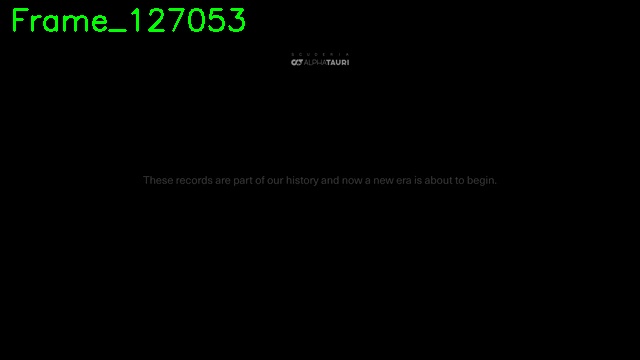 Frame_127053
SCUDERIA
ALPHATAURI
These records are part of our history and now a new era is about to begin.